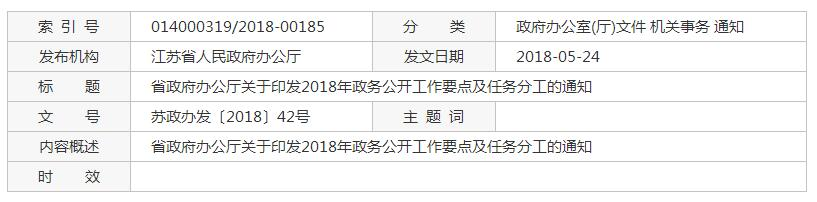 索 引 号 014000319/2018-00185 分 类 政府办公室(厅)文件 机关事务 通知
发布机构 江苏省人民政府办公厅 发文日期 2018-05-24
标 题 省政府办公厅关于印发2018年政务公开工作要点及任务分工的通知
文 号 苏政办发〔2018〕42号 主 题 词
内容概述 省政府办公厅关于印发2018年政务公开工作要点及任务分工的通知
时 效